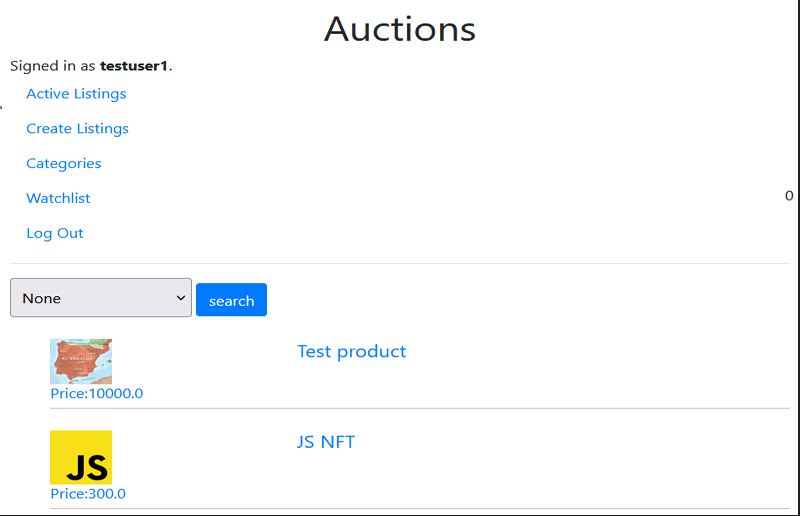 Auctions
Signed in as testuser1.
Active Listings
Create Listings
Categories
Watchlist
0
Log Out
None
search
Test product
Price:10000.0
JS NFT
JS
Price:300.0